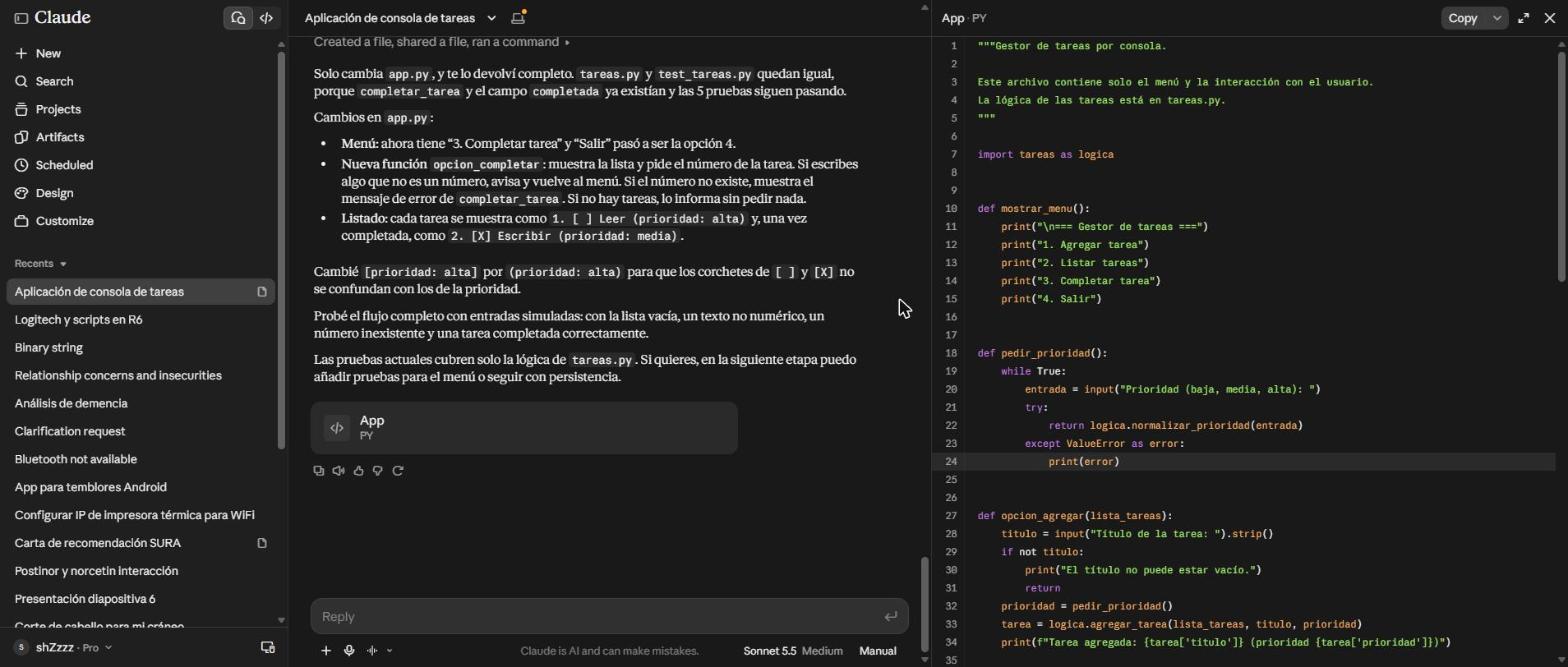 Claude
New
Search
Projects
Artifacts
Scheduled
Design
Customize
Recents
Aplicación de consola de tareas
Logitech y scripts en R6
Binary string
Relationship concerns and insecurities
Análisis de demencia
Clarification request
Bluetooth not available
App para temblores Android
Configurar IP de impresora térmica para WiFi
Carta de recomendación SURA
Postinor y norcetin interacción
Presentación diapositiva 6
Corte de cabello para mi cráneo
S shZzzz · Pro
Aplicación de consola de tareas
Created a file, shared a file, ran a command
Solo cambia app.py, y te lo devolví completo. tareas.py y test_tareas.py quedan igual,
porque completar_tarea y el campo completada ya existían y las 5 pruebas siguen pasando.
Cambios en app.py:
• Menú: ahora tiene “3. Completar tarea” y “Salir” pasó a ser la opción 4.
• Nueva función opcion_completar: muestra la lista y pide el número de la tarea. Si escribes
algo que no es un número, avisa y vuelve al menú. Si el número no existe, muestra el
mensaje de error de completar_tarea. Si no hay tareas, lo informa sin pedir nada.
• Listado: cada tarea se muestra como 1. [ ] Leer (prioridad: alta) y, una vez
completada, como 2. [X] Escribir (prioridad: media).
Cambié [prioridad: alta] por (prioridad: alta) para que los corchetes de [ ] y [X] no
se confundan con los de la prioridad.
Probé el flujo completo con entradas simuladas: con la lista vacía, un texto no numérico, un
número inexistente y una tarea completada correctamente.
Las pruebas actuales cubren solo la lógica de tareas.py. Si quieres, en la siguiente etapa puedo
añadir pruebas para el menú o seguir con persistencia.
App
PY
Reply
Claude is AI and can make mistakes.
Sonnet 5.5 Medium
Manual
App · PY
Copy
1 """Gestor de tareas por consola.
2
3 Este archivo contiene solo el menú y la interacción con el usuario.
4 La lógica de las tareas está en tareas.py.
5 """
6
7 import tareas as logica
8
9
10 def mostrar_menu():
11     print("\n=== Gestor de tareas ===")
12     print("1. Agregar tarea")
13     print("2. Listar tareas")
14     print("3. Completar tarea")
15     print("4. Salir")
16
17
18 def pedir_prioridad():
19     while True:
20         entrada = input("Prioridad (baja, media, alta): ")
21         try:
22             return logica.normalizar_prioridad(entrada)
23         except ValueError as error:
24             print(error)
25
26
27 def opcion_agregar(lista_tareas):
28     titulo = input("Título de la tarea: ").strip()
29     if not titulo:
30         print("El título no puede estar vacío.")
31         return
32     prioridad = pedir_prioridad()
33     tarea = logica.agregar_tarea(lista_tareas, titulo, prioridad)
34     print(f"Tarea agregada: {tarea['titulo']} (prioridad {tarea['prioridad']})")
35